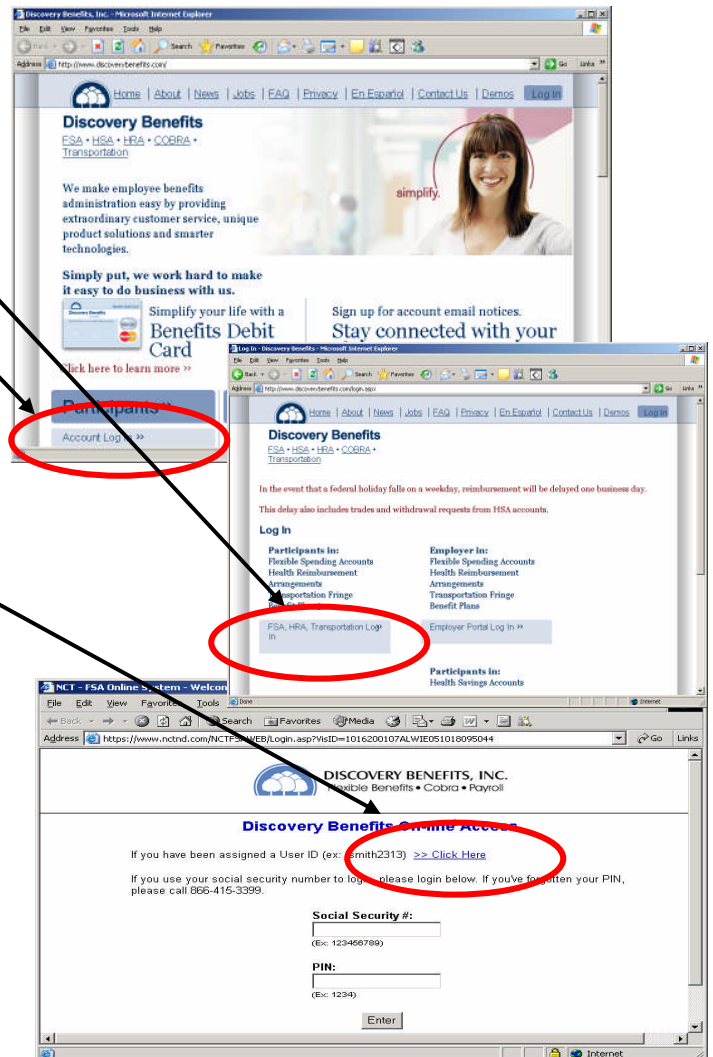 Discovery Benefits, Inc. - Microsoft Internet Explorer
File Edit View Favorites Tools Help
Back Search Favorites
Address http://www.discoverybenefits.com/ Go Links »
Home | About | News | Jobs | FAQ | Privacy | En Español | Contact Us | Demos Log In
Discovery Benefits
FSA • HSA • HRA • COBRA •
Transportation
We make employee benefits
administration easy by providing
extraordinary customer service, unique
product solutions and smarter
technologies.
simplify.
Simply put, we work hard to make
it easy to do business with us.
Simplify your life with a
Benefits Debit
Card
Click here to learn more »
Sign up for account email notices.
Stay connected with your
Participants »
Account Log In »
Log In - Discovery Benefits - Microsoft Internet Explorer
File Edit View Favorites Tools Help
Back Search Favorites
Address http://www.discoverybenefits.com/login.aspx Go Links »
Home | About | News | Jobs | FAQ | Privacy | En Español | Contact Us | Demos Log In
Discovery Benefits
FSA • HSA • HRA • COBRA •
Transportation
In the event that a federal holiday falls on a weekday, reimbursement will be delayed one business day.
This delay also includes trades and withdrawal requests from HSA accounts.
Log In
Participants in:
Flexible Spending Accounts
Health Reimbursement
Arrangements
Transportation Fringe
FSA, HRA, Transportation Log
In
Employer in:
Flexible Spending Accounts
Health Reimbursement
Arrangements
Transportation Fringe
Benefit Plans
Employer Portal Log In »
Participants in:
Health Savings Accounts
Done Internet
NCT - FSA Online System - Welcom
File Edit View Favorites Tools
Back Search Favorites Media
Address https://www.nctnd.com/NCTFSAWEB/Login.asp?VisID=1016200107ALWIE051018095044 Go Links
DISCOVERY BENEFITS, INC.
Flexible Benefits • Cobra • Payroll
Discovery Benefits On-line Access
If you have been assigned a User ID (ex: jsmith2313) >> Click Here
If you use your social security number to login, please login below. If you've forgotten your PIN,
please call 866-415-3399.
Social Security #:
(Ex: 123456789)
PIN:
(Ex: 1234)
Enter
Internet